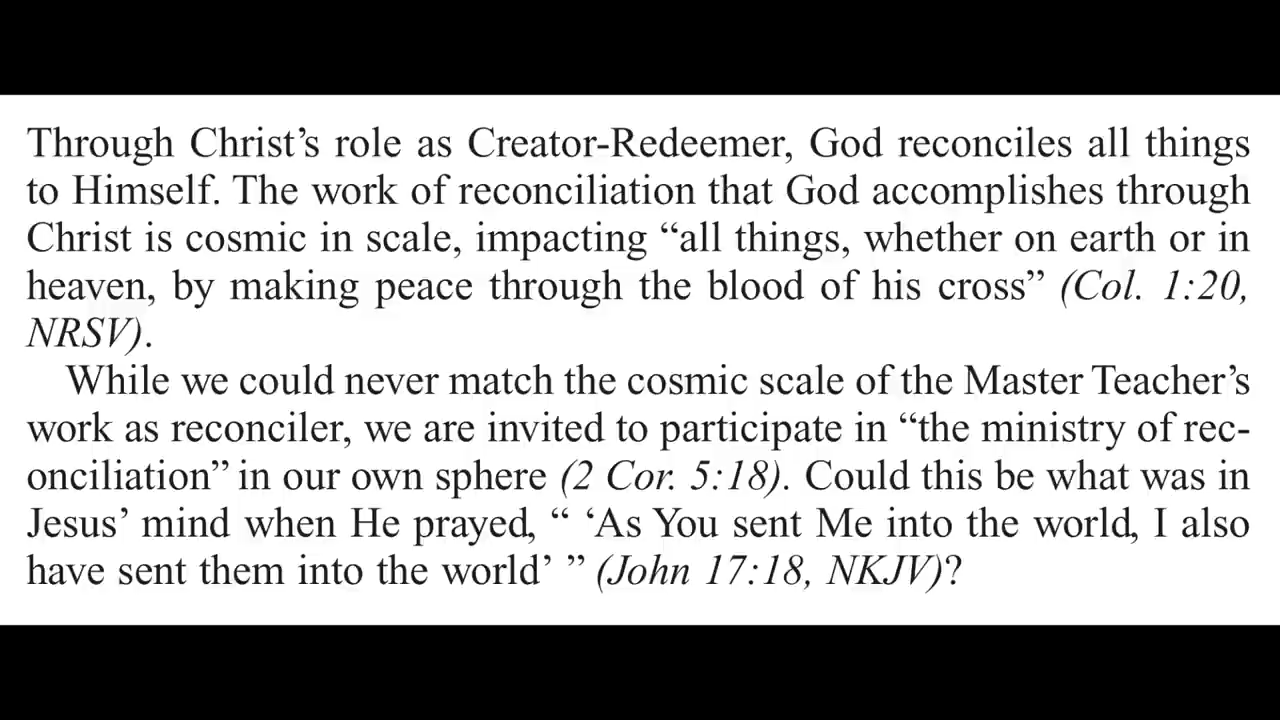 Through Christ’s role as Creator-Redeemer, God reconciles all things
to Himself. The work of reconciliation that God accomplishes through
Christ is cosmic in scale, impacting “all things, whether on earth or in
heaven, by making peace through the blood of his cross” (Col. 1:20,
NRSV).
While we could never match the cosmic scale of the Master Teacher’s
work as reconciler, we are invited to participate in “the ministry of rec-
onciliation” in our own sphere (2 Cor. 5:18). Could this be what was in
Jesus’ mind when He prayed, “ ‘As You sent Me into the world, I also
have sent them into the world’ ” (John 17:18, NKJV)?